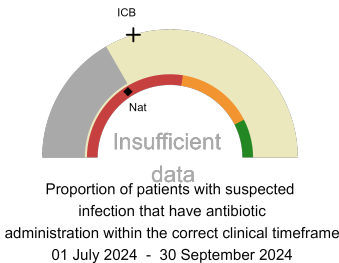 ICB
Nat
Insufficient
data
Proportion of patients with suspected
infection that have antibiotic
administration within the correct clinical timeframe
01 July 2024 - 30 September 2024